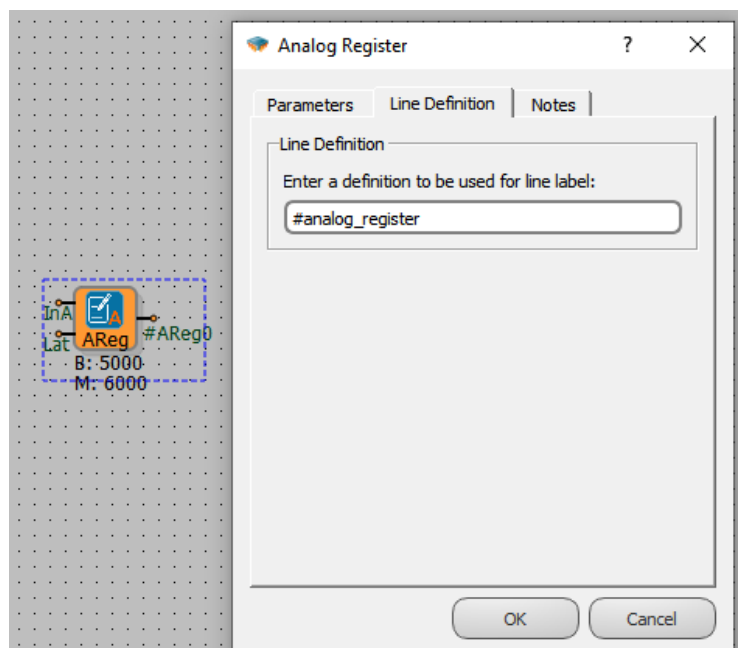 Analog Register ? X
Parameters Line Definition Notes
Line Definition
Enter a definition to be used for line label:
#analog_register
InA
A
Lat
AReg
#AReg0
B: 5000
M: 6000
OK Cancel